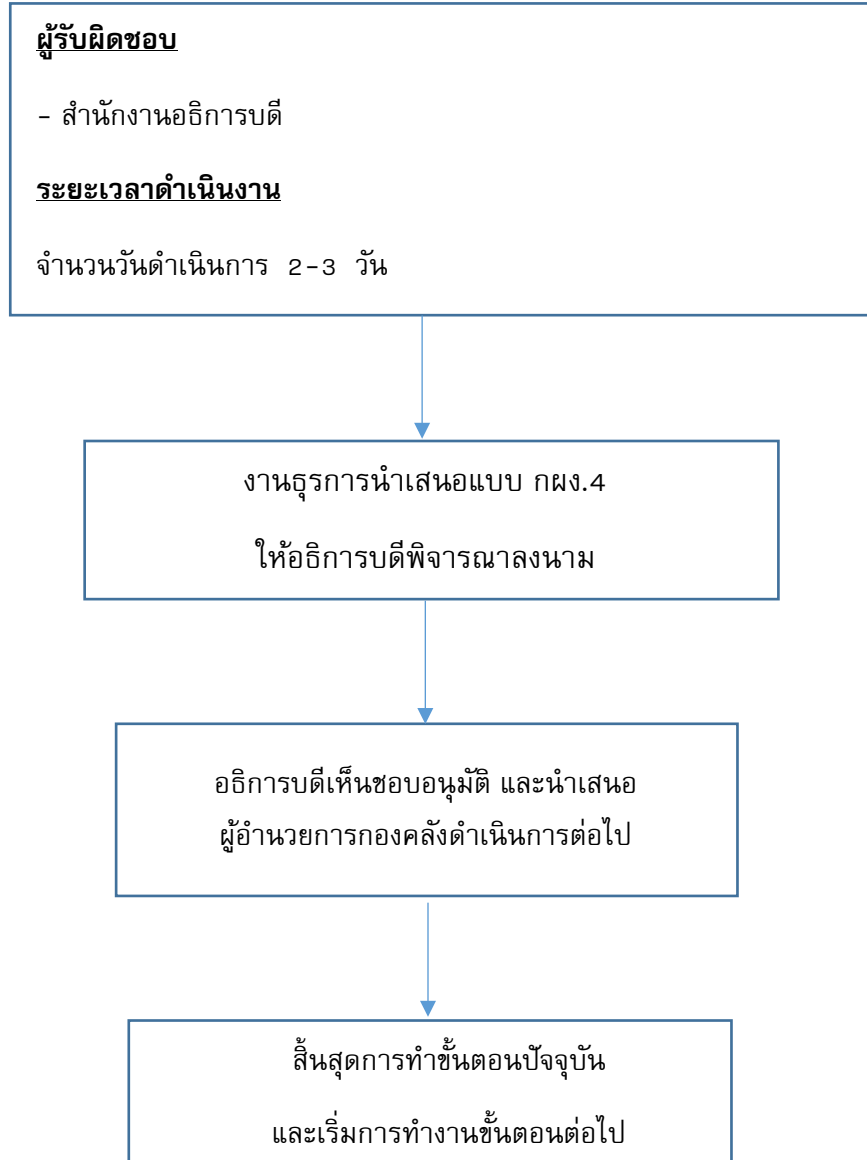 ผู้รับผิดชอบ
- สำนักงานอธิการบดี
ระยะเวลาดำเนินงาน
จำนวนวันดำเนินการ 2-3 วัน
งานธุรการนำเสนอแบบ กผง.4
ให้อธิการบดีพิจารณาลงนาม
อธิการบดีเห็นชอบอนุมัติ และนำเสนอ
ผู้อำนวยการกองคลังดำเนินการต่อไป
สิ้นสุดการทำขั้นตอนปัจจุบัน
และเริ่มการทำงานขั้นตอนต่อไป